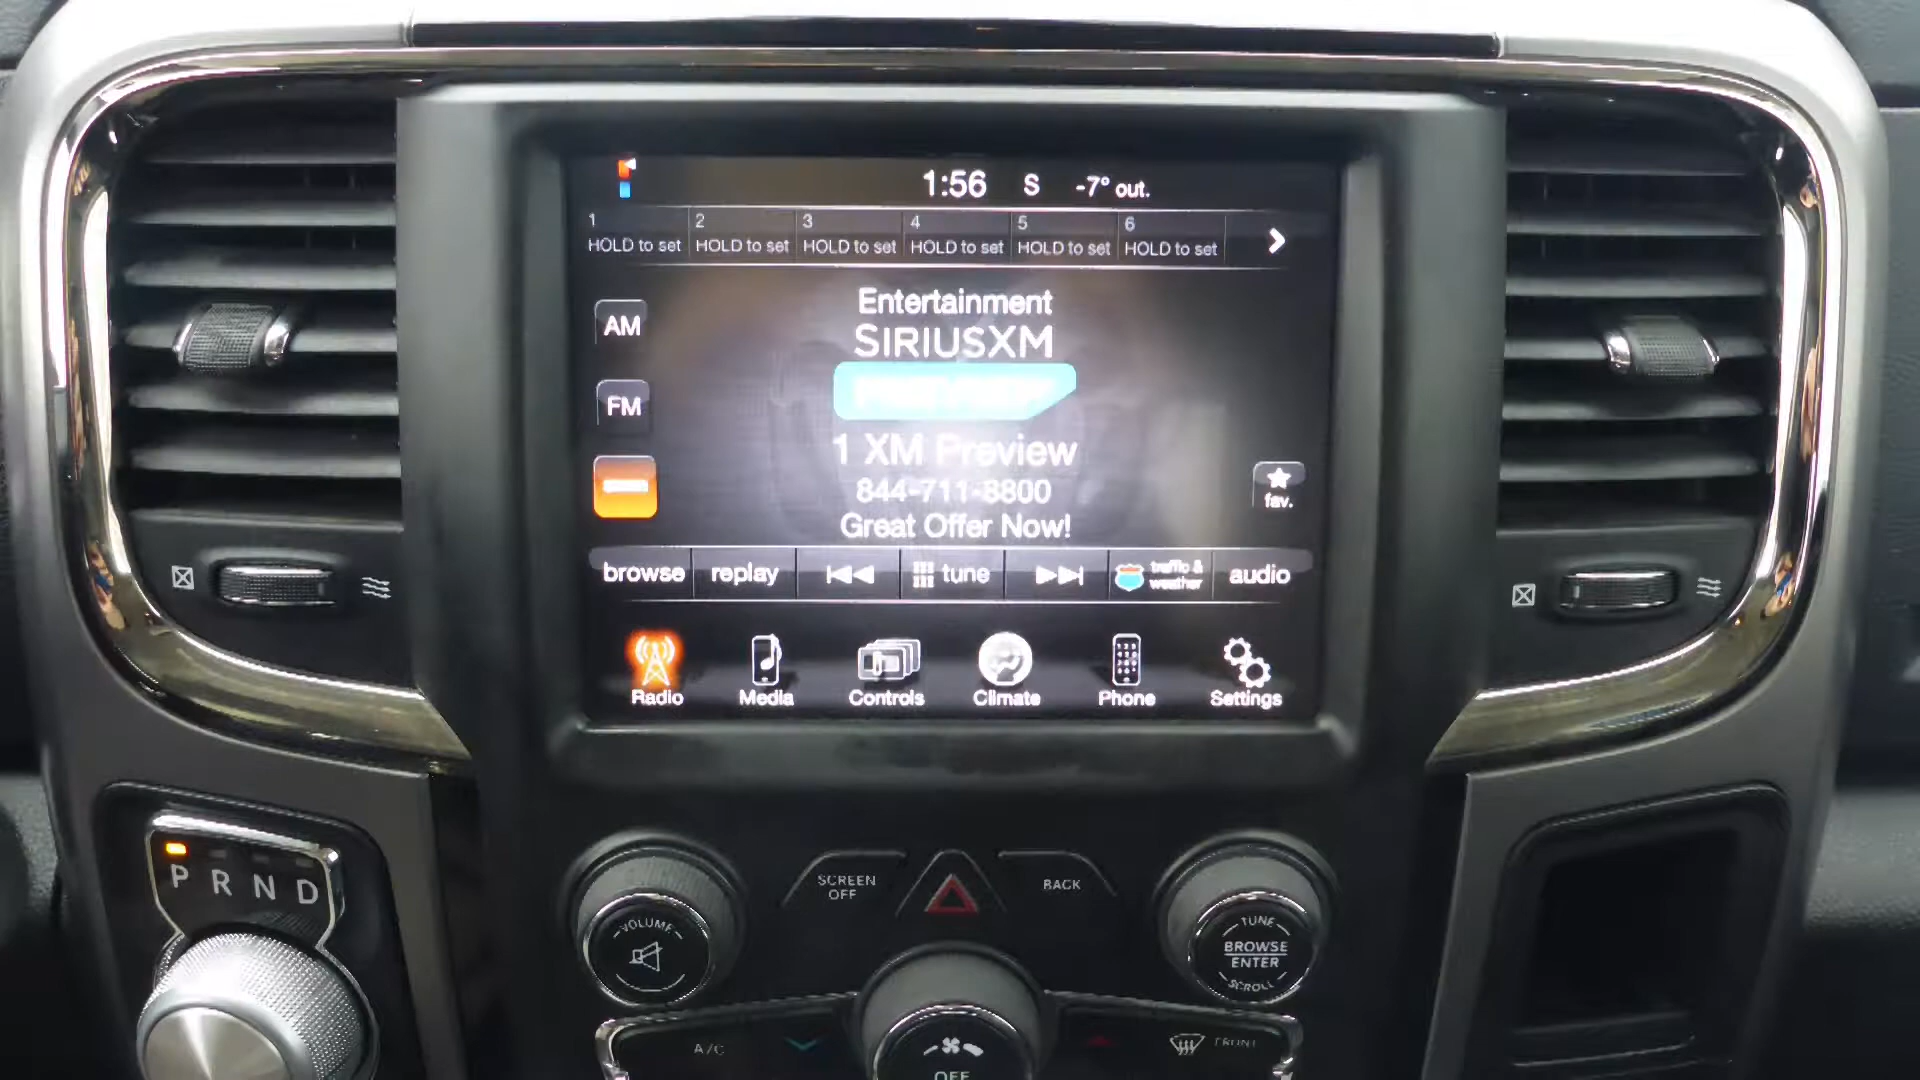 1:56 S -7° out.
1 2 3 4 5 6
HOLD to set HOLD to set HOLD to set HOLD to set HOLD to set HOLD to set
Entertainment
AM
SIRIUSXM
FM
1 XM Preview
844-711-8800
fav.
Great Offer Now!
browse replay tune traffic & weather audio
Radio Media Controls Climate Phone Settings
P R N D
SCREEN OFF
BACK
VOLUME
TUNE
BROWSE
ENTER
SCROLL
A/C
FRONT
OFF